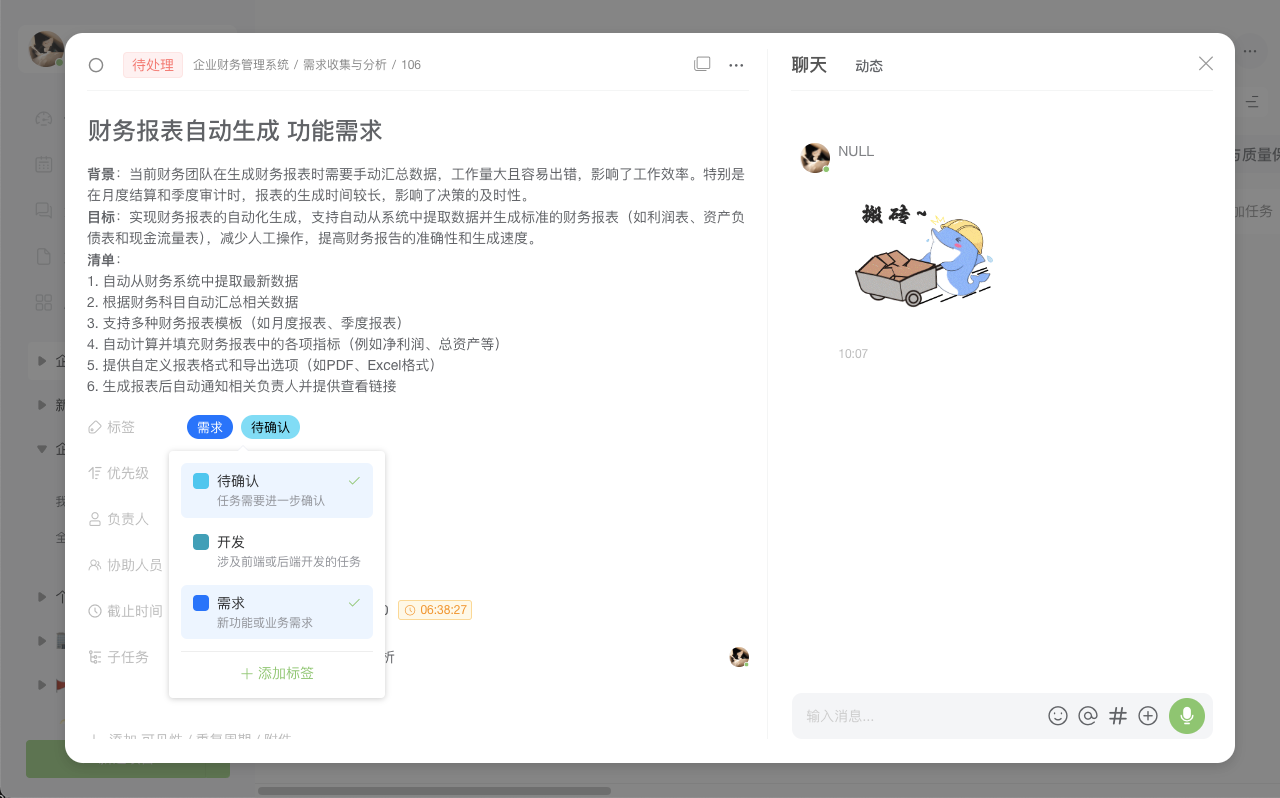 待处理 企业财务管理系统 / 需求收集与分析 / 106
财务报表自动生成 功能需求
背景：当前财务团队在生成财务报表时需要手动汇总数据，工作量大且容易出错，影响了工作效率。特别是
在月度结算和季度审计时，报表的生成时间较长，影响了决策的及时性。
目标：实现财务报表的自动化生成，支持自动从系统中提取数据并生成标准的财务报表（如利润表、资产负
债表和现金流量表），减少人工操作，提高财务报告的准确性和生成速度。
清单：
1. 自动从财务系统中提取最新数据
2. 根据财务科目自动汇总相关数据
3. 支持多种财务报表模板（如月度报表、季度报表）
4. 自动计算并填充财务报表中的各项指标（例如净利润、总资产等）
5. 提供自定义报表格式和导出选项（如PDF、Excel格式）
6. 生成报表后自动通知相关负责人并提供查看链接
标签 需求 待确认
优先级
负责人
协助人员
截止时间
06:38:27
子任务
析
待确认
任务需要进一步确认
开发
涉及前端或后端开发的任务
需求
新功能或业务需求
添加标签
添加 可见性 / 重复周期 / 附件
聊天 动态
NULL
搬砖~
10:07
输入消息...
质量保
加任务